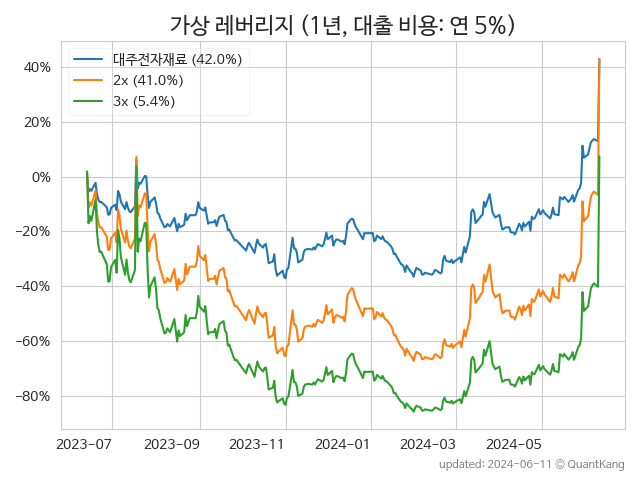 가상 레버리지 (1년, 대출 비용: 연 5%)
대주전자재료 (42.0%)
2x (41.0%)
3x (5.4%)
40%
20%
0%
−20%
−40%
−60%
−80%
2023-07
2023-09
2023-11
2024-01
2024-03
2024-05
updated: 2024-06-11 © QuantKang